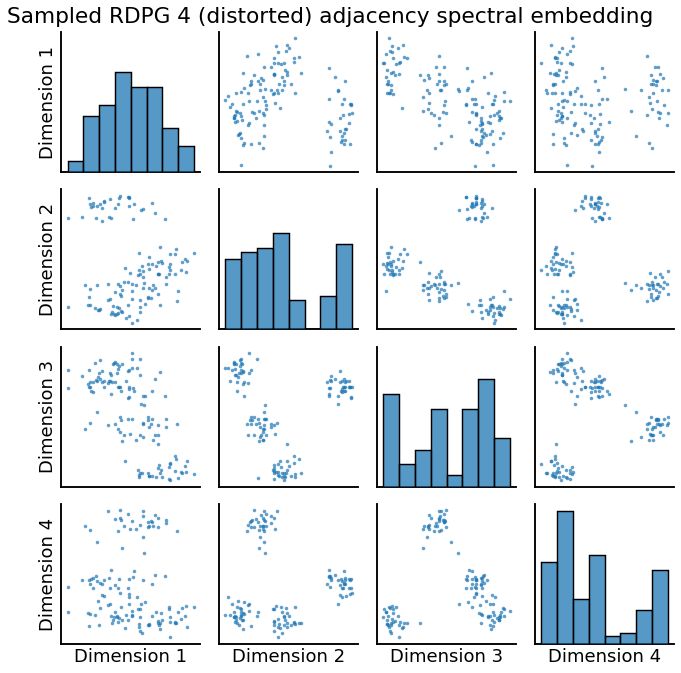 Sampled RDPG 4 (distorted) adjacency spectral embedding
Dimension 1
Dimension 2
Dimension 3
Dimension 4
Dimension 1 Dimension 2 Dimension 3 Dimension 4